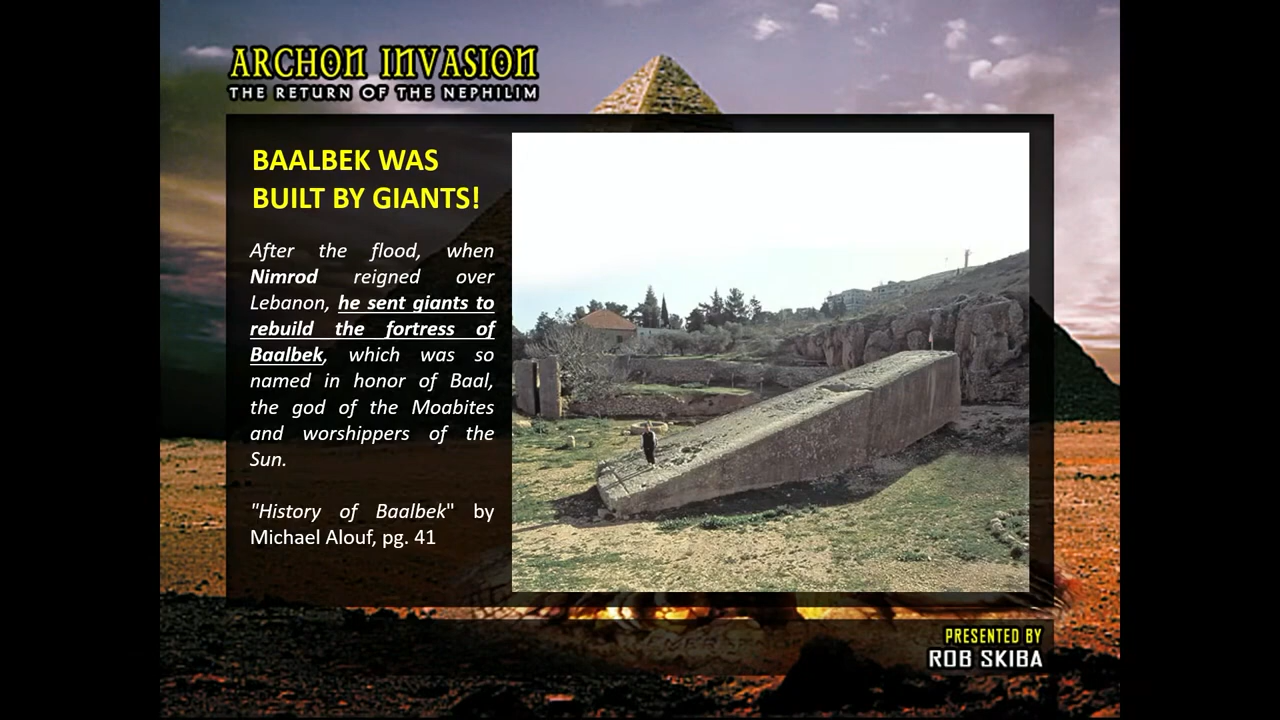 ARCHON INVASION
THE RETURN OF THE NEPHILIM
BAALBEK WAS
BUILT BY GIANTS!
After the flood, when
Nimrod reigned over
Lebanon, he sent giants to
rebuild the fortress of
Baalbek, which was so
named in honor of Baal,
the god of the Moabites
and worshippers of the
Sun.
"History of Baalbek" by
Michael Alouf, pg. 41
PRESENTED BY
ROB SKIBA